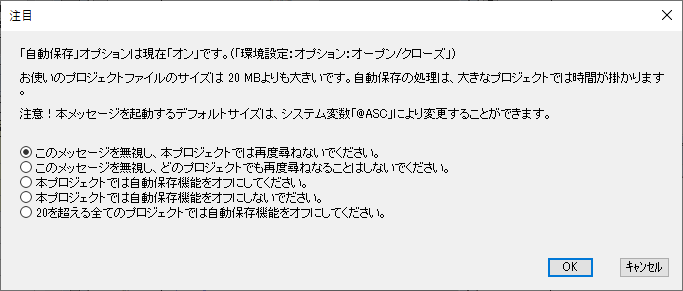 注目
「自動保存」オプションは現在「オン」です。(「環境設定：オプション：オープン/クローズ」)
お使いのプロジェクトファイルのサイズは 20 MBよりも大きいです。自動保存の処理は、大きなプロジェクトでは時間が掛かります
。
注意！本メッセージを起動するデフォルトサイズは、システム変数「@ASC」により変更することができます。
このメッセージを無視し、本プロジェクトでは再度尋ねないでください。
このメッセージを無視し、どのプロジェクトでも再度尋ねなることはしないでください。
本プロジェクトでは自動保存機能をオフにしてください。
本プロジェクトでは自動保存機能をオフにしないでださい。
20を超える全てのプロジェクトでは自動保存機能をオフにしてください。
OK
キャンセル